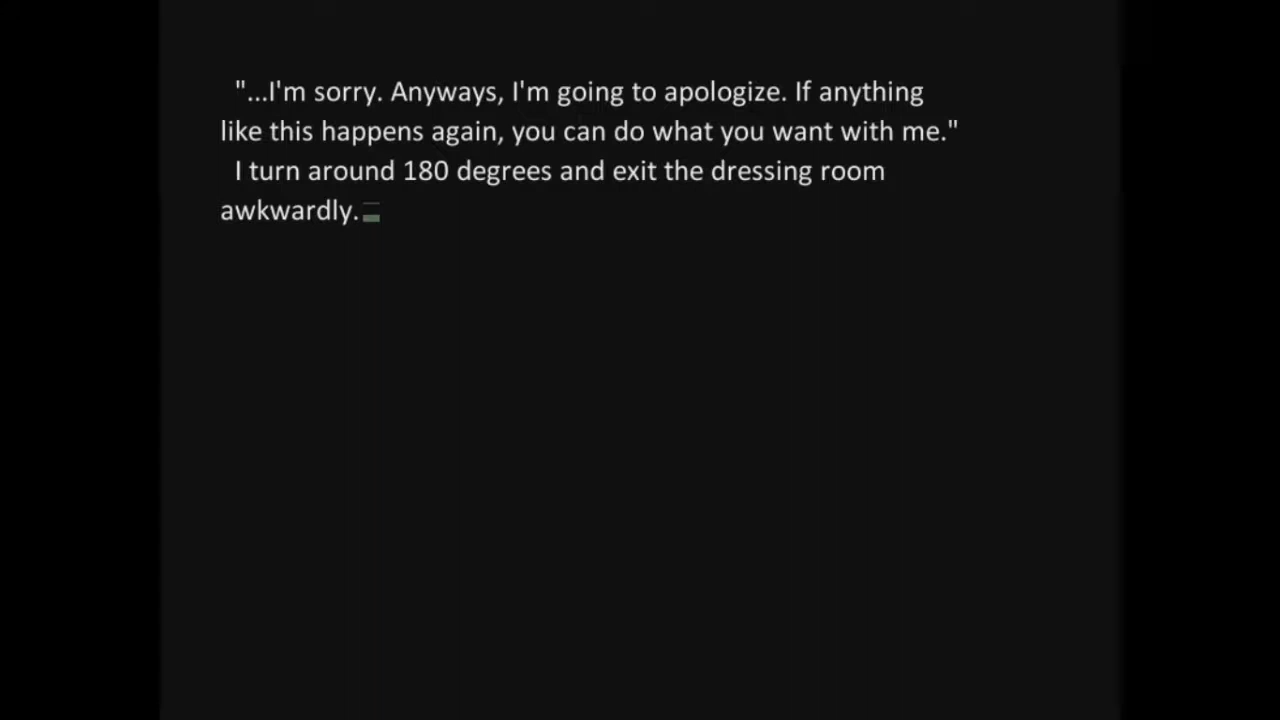 "...I'm sorry. Anyways, I'm going to apologize. If anything
like this happens again, you can do what you want with me."
I turn around 180 degrees and exit the dressing room
awkwardly.